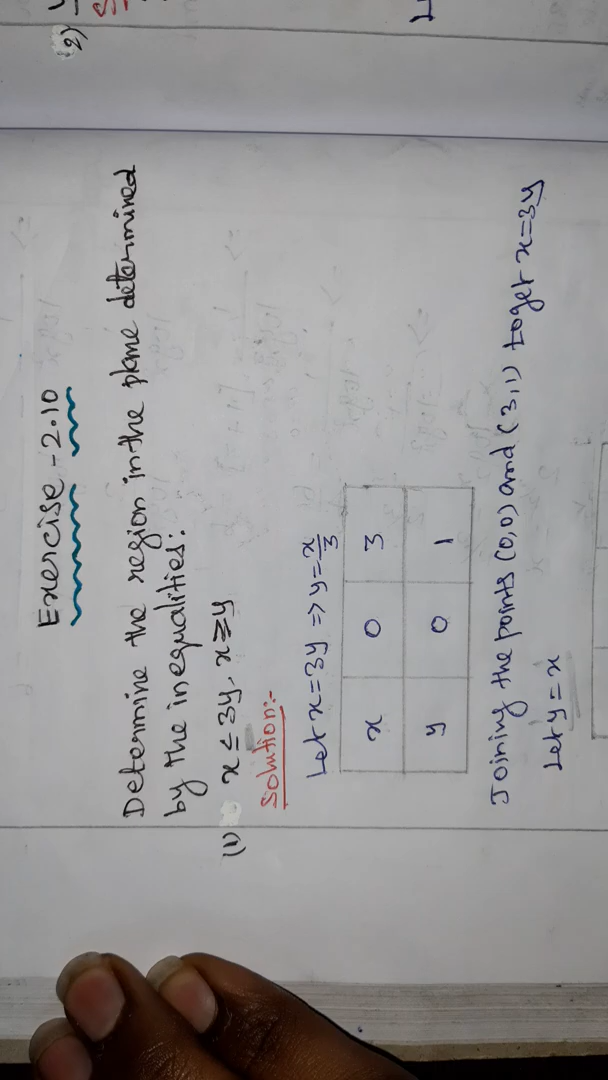 Exercise - 2.10
Determine the region in the plane determined
by the inequalities:
(1) x ≤ 3y, x ≥ y
Solution:-
Let x = 3y ⇒ y = x/3
x 0 3
y 0 1
Joining the points (0,0) and (3,1) to get x = 3y
Let y = x
2)